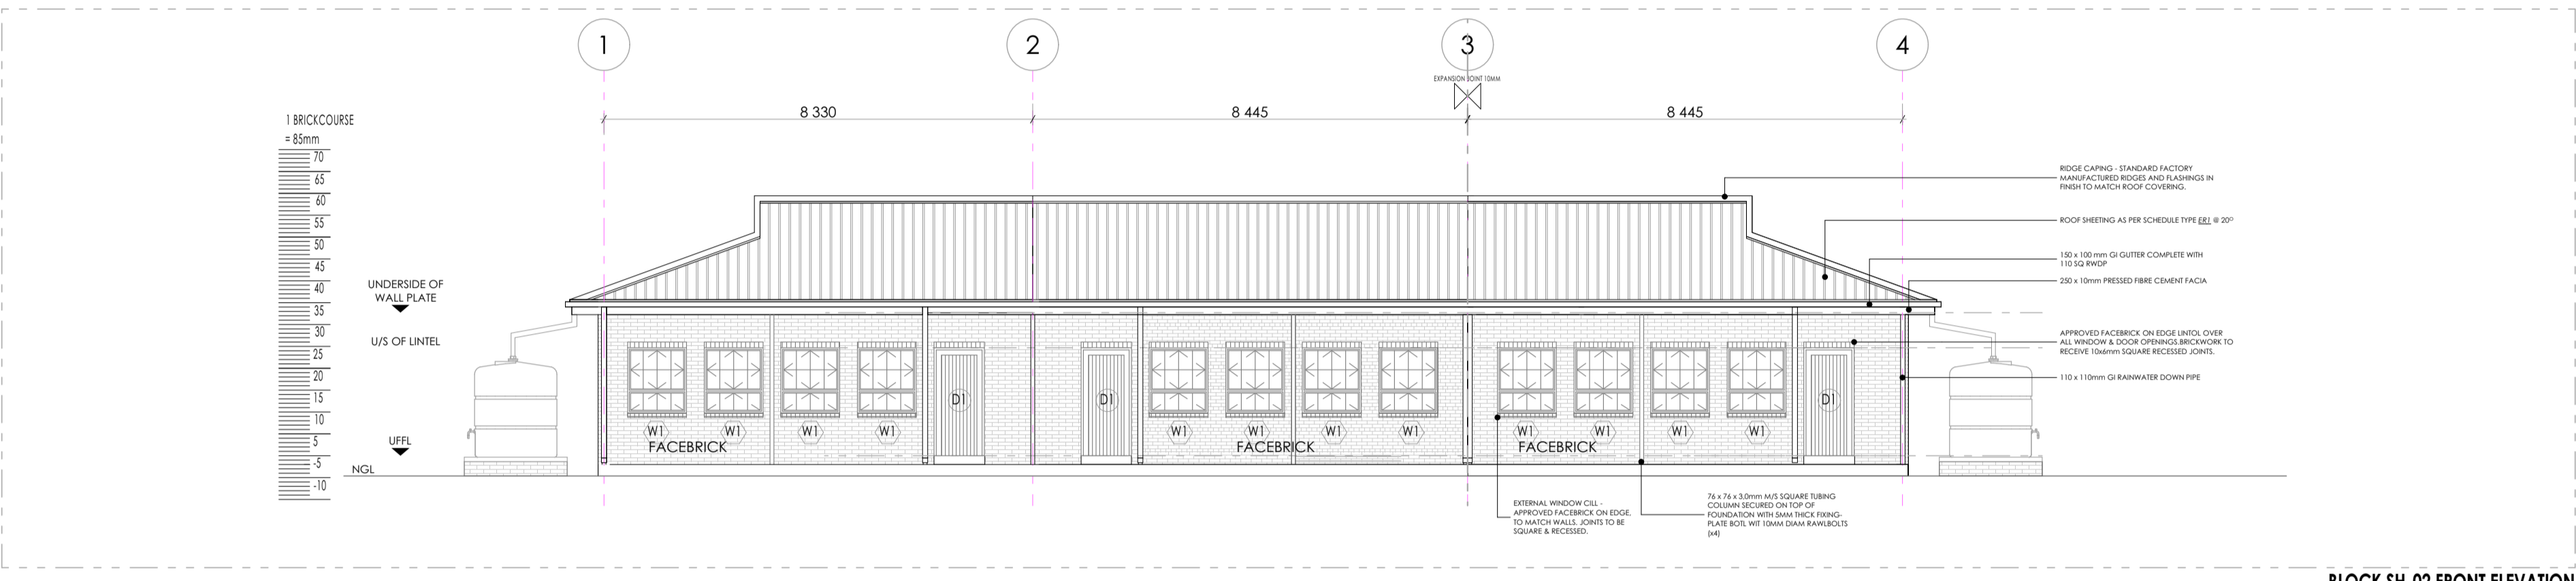 1
2
3
4
EXPANSION JOINT 10MM
8 330
8 445
8 445
1 BRICKCOURSE
= 85mm
70
65
60
55
50
45
40
35
30
25
20
15
10
5
-5
-10
UNDERSIDE OF
WALL PLATE
U/S OF LINTEL
UFFL
NGL
RIDGE CAPING - STANDARD FACTORY
MANUFACTURED RIDGES AND FLASHINGS IN
FINISH TO MATCH ROOF COVERING.
ROOF SHEETING AS PER SCHEDULE TYPE ER1 @ 20°
150 x 100 mm GI GUTTER COMPLETE WITH
110 SQ RWDP
250 x 10mm PRESSED FIBRE CEMENT FACIA
APPROVED FACEBRICK ON EDGE LINTOL OVER
ALL WINDOW & DOOR OPENINGS.BRICKWORK TO
RECEIVE 10x6mm SQUARE RECESSED JOINTS.
110 x 110mm GI RAINWATER DOWN PIPE
D1
D1
D1
W1
W1
W1
W1
W1
W1
W1
W1
W1
W1
W1
W1
FACEBRICK
FACEBRICK
FACEBRICK
EXTERNAL WINDOW CILL -
APPROVED FACEBRICK ON EDGE,
TO MATCH WALLS. JOINTS TO BE
SQUARE & RECESSED.
76 x 76 x 3,0mm M/S SQUARE TUBING
COLUMN SECURED ON TOP OF
FOUNDATION WITH 5MM THICK FIXING-
PLATE BOTL WIT 10MM DIAM RAWLBOLTS
(x4)
BLOCK SH-02 FRONT ELEVATION